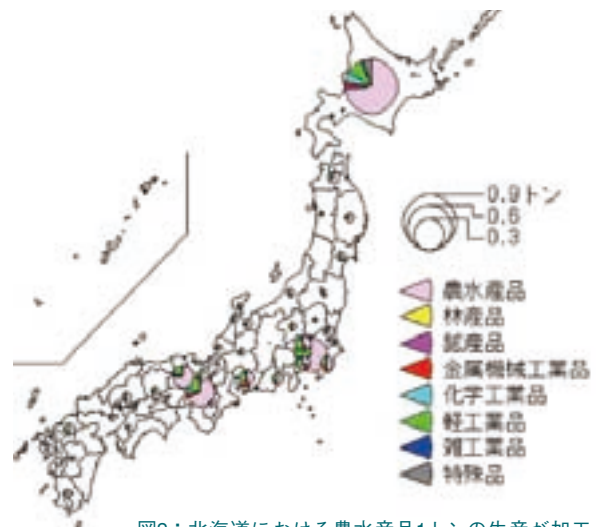 0.9トン
0.6
0.3
農水産品
林産品
鉱産品
金属機械工業品
化学工業品
軽工業品
雑工業品
特殊品
図2：北海道における農水産品1トンの生産が加工